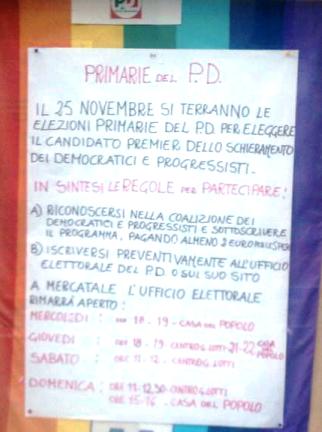 PD
PRIMARIE DEL P.D.
IL 25 NOVEMBRE SI TERRANNO LE
ELEZIONI PRIMARIE DEL PD PER ELEGGERE
IL CANDIDATO PREMIER DELLO SCHIERAMENTO
DEI DEMOCRATICI E PROGRESSISTI.
IN SINTESI LE REGOLE PER PARTECIPARE!
A) RICONOSCERSI NELLA COALIZIONE DEI
DEMOCRATICI E PROGRESSISTI E SOTTOSCRIVERE
IL PROGRAMMA, PAGANDO ALMENO 2 EURO
B) ISCRIVERSI PREVENTIVAMENTE ALL'UFFICIO
ELETTORALE DEL P.D. O SUL SUO SITO
A MERCATALE L'UFFICIO ELETTORALE
RIMARRÀ APERTO:
MERCOLEDI : ORE 18-19-CASA DEL POPOLO
GIOVEDI : ORE 18-19 CENTRO G. LOTTI-21-22 CASA DEL POPOLO
SABATO : ORE 11-12-CENTRO G. LOTTI
DOMENICA : ORE 11-12,30-CENTRO G. LOTTI
ORE 15-16-CASA DEL POPOLO